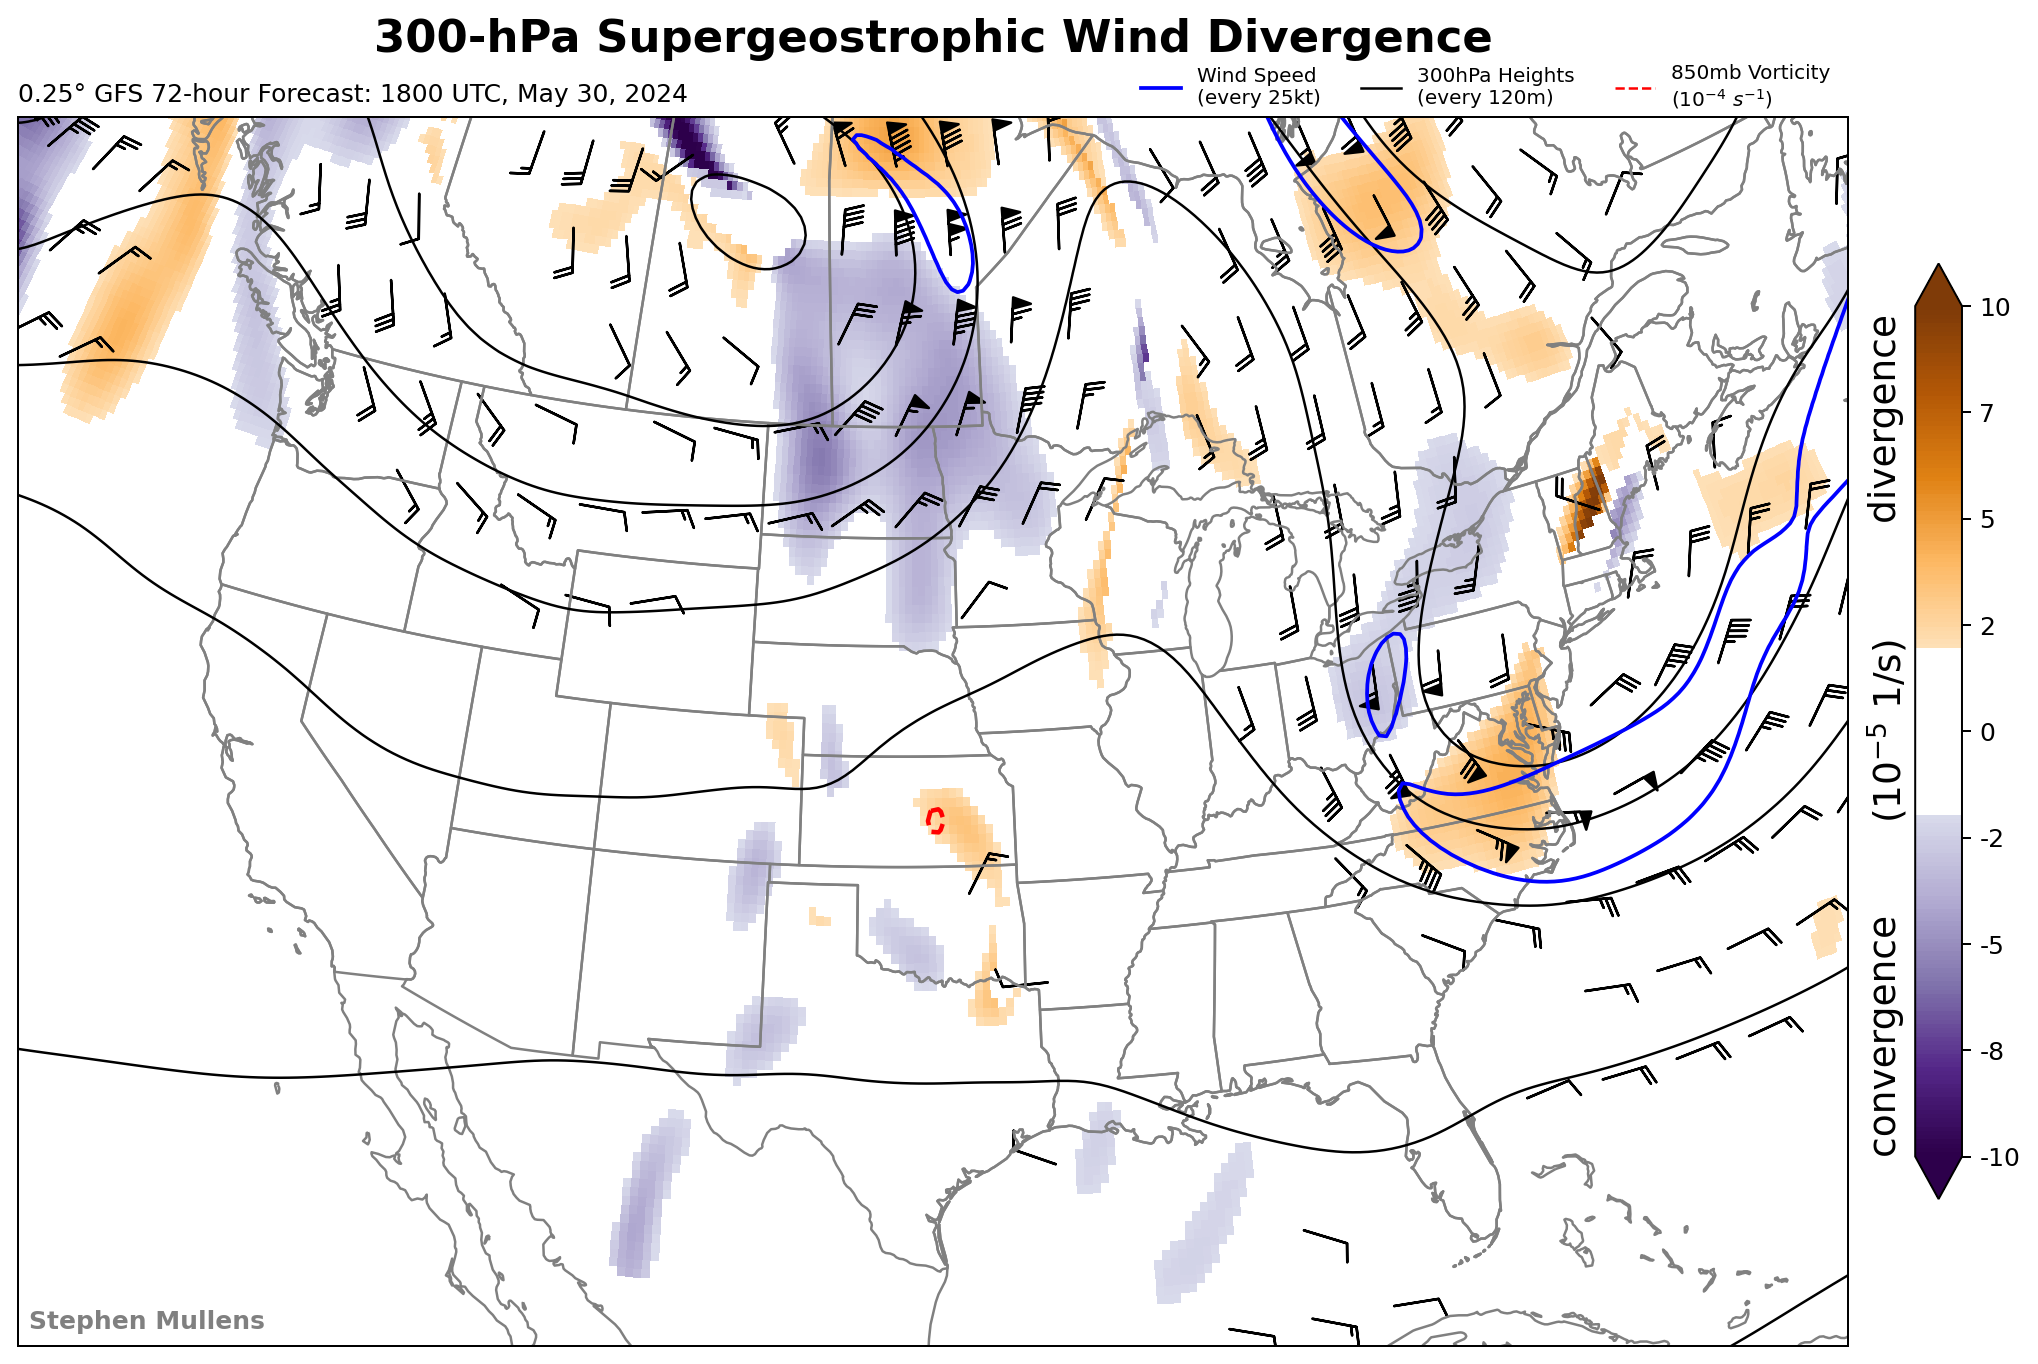 300-hPa Supergeostrophic Wind Divergence
0.25° GFS 72-hour Forecast: 1800 UTC, May 30, 2024
Wind Speed
(every 25kt)
300hPa Heights
(every 120m)
850mb Vorticity
(10⁻⁴ s⁻¹)
10
7
5
2
0
-2
-5
-8
-10
convergence (10⁻⁵ 1/s) divergence
Stephen Mullens